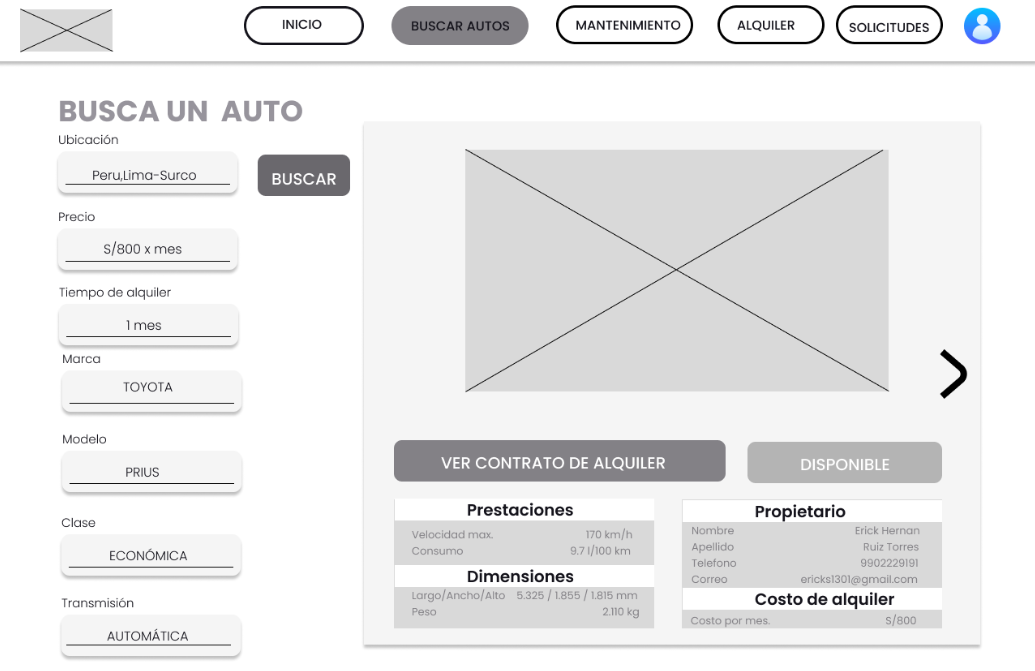 INICIO
BUSCAR AUTOS
MANTENIMIENTO
ALQUILER
SOLICITUDES
BUSCA UN AUTO
Ubicación
Peru,Lima-Surco
BUSCAR
Precio
S/800 x mes
Tiempo de alquiler
1 mes
Marca
TOYOTA
Modelo
PRIUS
Clase
ECONÓMICA
Transmisión
AUTOMÁTICA
VER CONTRATO DE ALQUILER
DISPONIBLE
Prestaciones
Velocidad max. 170 km/h
Consumo 9.7 l/100 km
Dimensiones
Largo/Ancho/Alto 5.325 / 1.855 / 1.815 mm
Peso 2.110 kg
Propietario
Nombre Erick Hernan
Apellido Ruiz Torres
Telefono 9902229191
Correo ericks1301@gmail.com
Costo de alquiler
Costo por mes. S/800